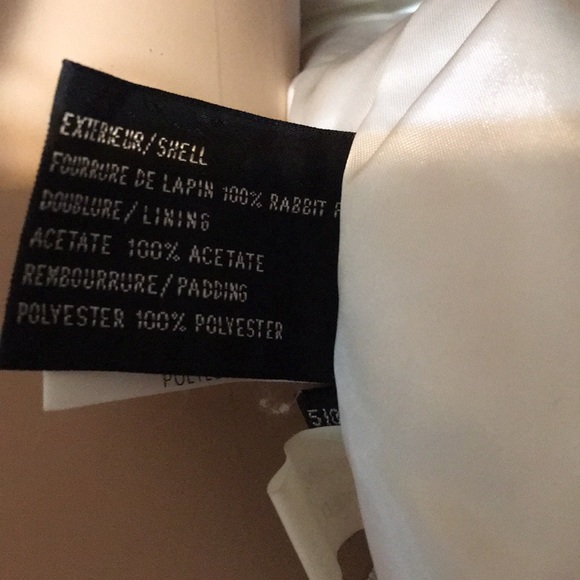 EXTERIEUR/SHELL
FOURRURE DE LAPIN 100% RABBIT
DOUBLURE/LINING
ACETATE 100% ACETATE
REMBOURRURE/PADDING
POLYESTER 100% POLYESTER